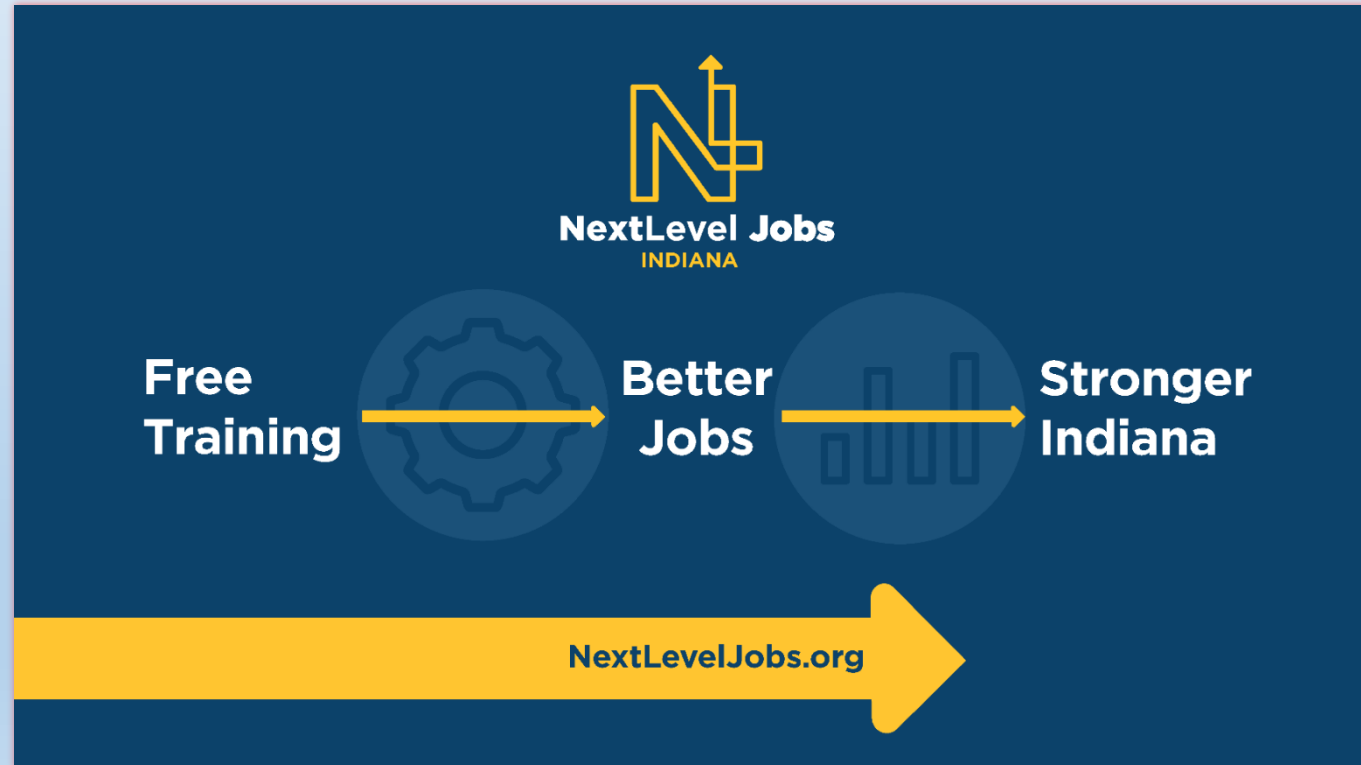 NextLevel Jobs
INDIANA
Free
Training
Better
Jobs
Stronger
Indiana
NextLevelJobs.org